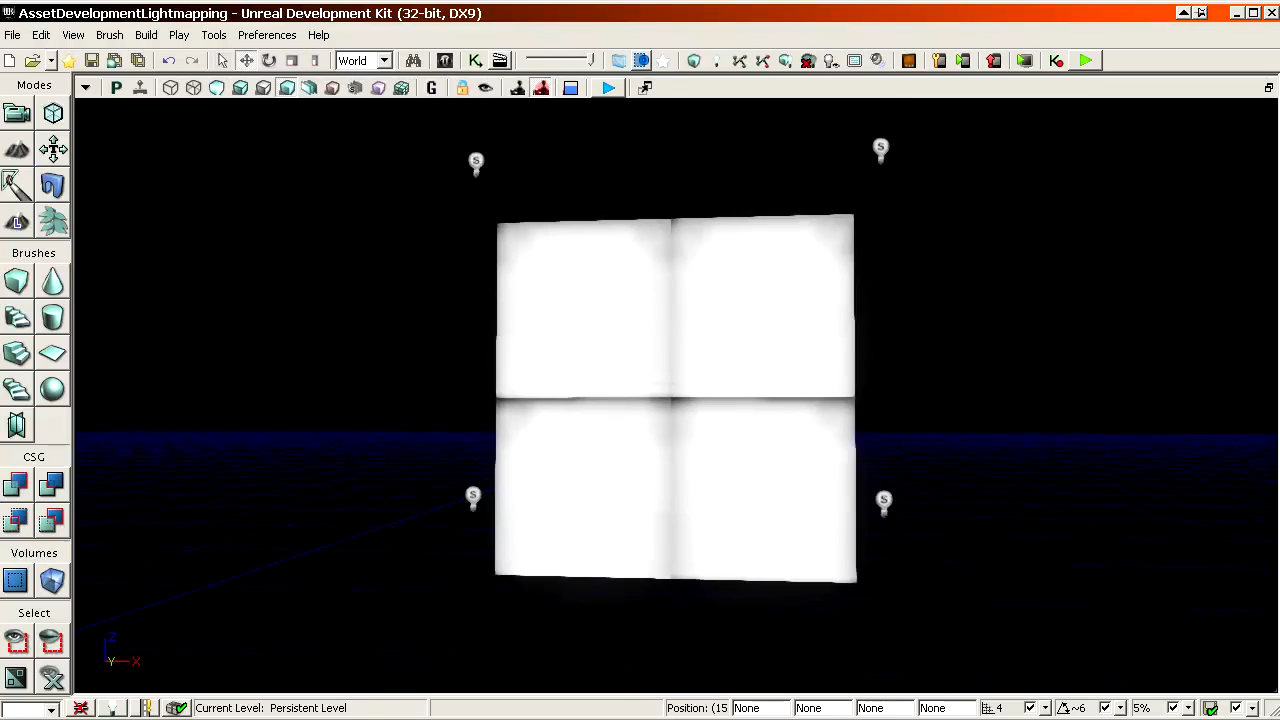 AssetDevelopmentLightmapping - Unreal Development Kit (32-bit, DX9)
File Edit View Brush Build Play Tools Preferences Help
World
Modes
P
G
S
S
L
Brushes
S
S
CSG
Volumes
Select
Z
Y X
Current Level: Persistent Level
Position: (15
None
None
None
None
4
6
5%